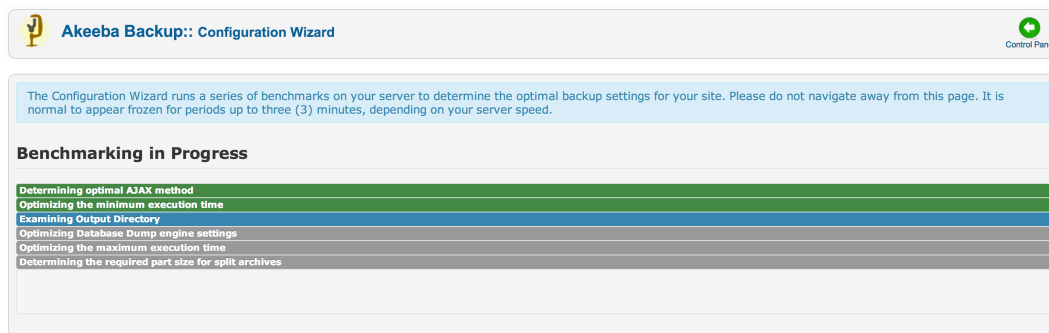 Akeeba Backup:: Configuration Wizard
Control Pan
The Configuration Wizard runs a series of benchmarks on your server to determine the optimal backup settings for your site. Please do not navigate away from this page. It is
normal to appear frozen for periods up to three (3) minutes, depending on your server speed.
Benchmarking in Progress
Determining optimal AJAX method
Optimizing the minimum execution time
Examining Output Directory
Optimizing Database Dump engine settings
Optimizing the maximum execution time
Determining the required part size for split archives